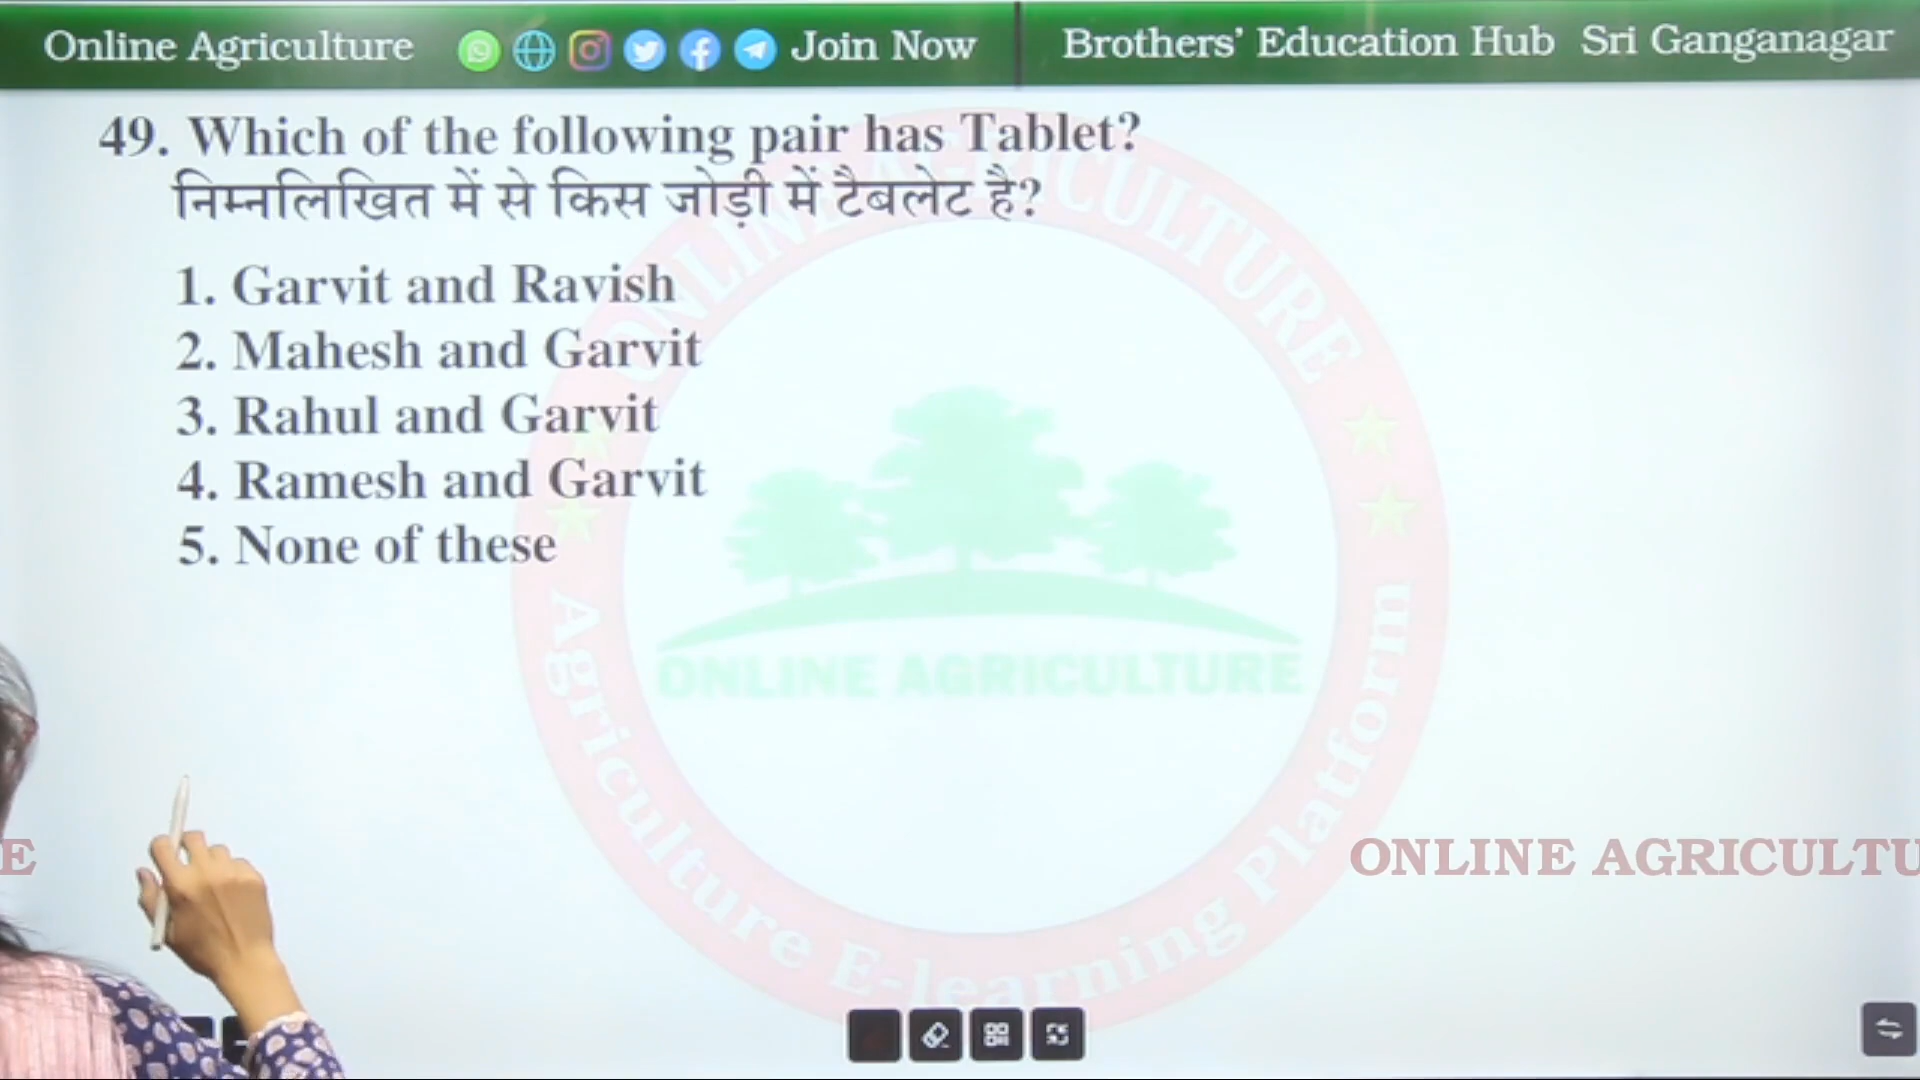 Online Agriculture Join Now Brothers' Education Hub Sri Ganganagar
49. Which of the following pair has Tablet?
निम्नलिखित में से किस जोड़ी में टैबलेट है?
1. Garvit and Ravish
2. Mahesh and Garvit
3. Rahul and Garvit
4. Ramesh and Garvit
5. None of these
ONLINE AGRICULTURE
ONLINE AGRICULTURE
Agriculture E-learning Platform
E
ONLINE AGRICULTU